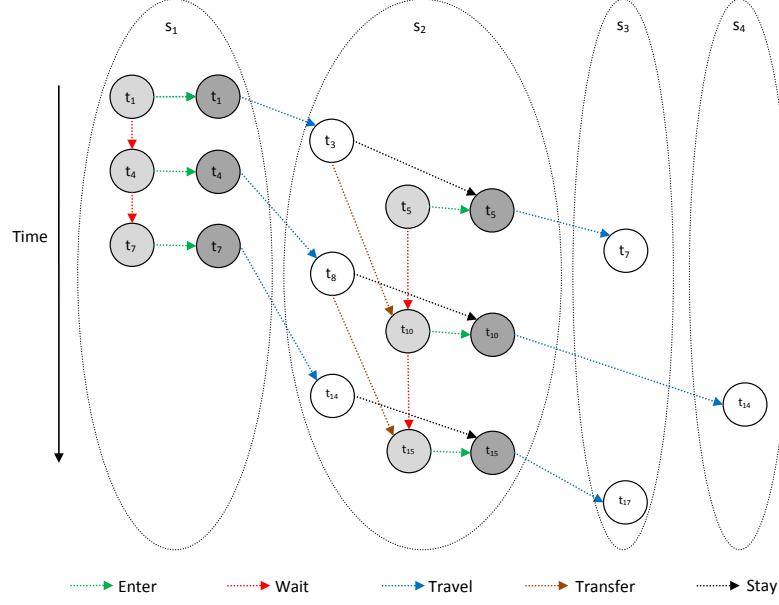 s₁ s₂ s₃ s₄
t₁ t₁
t₃
t₄ t₄
t₅ t₅
Time
t₇ t₇ t₇
t₈
t₁₀ t₁₀
t₁₄ t₁₄
t₁₅ t₁₅
t₁₇
Enter Wait Travel Transfer Stay